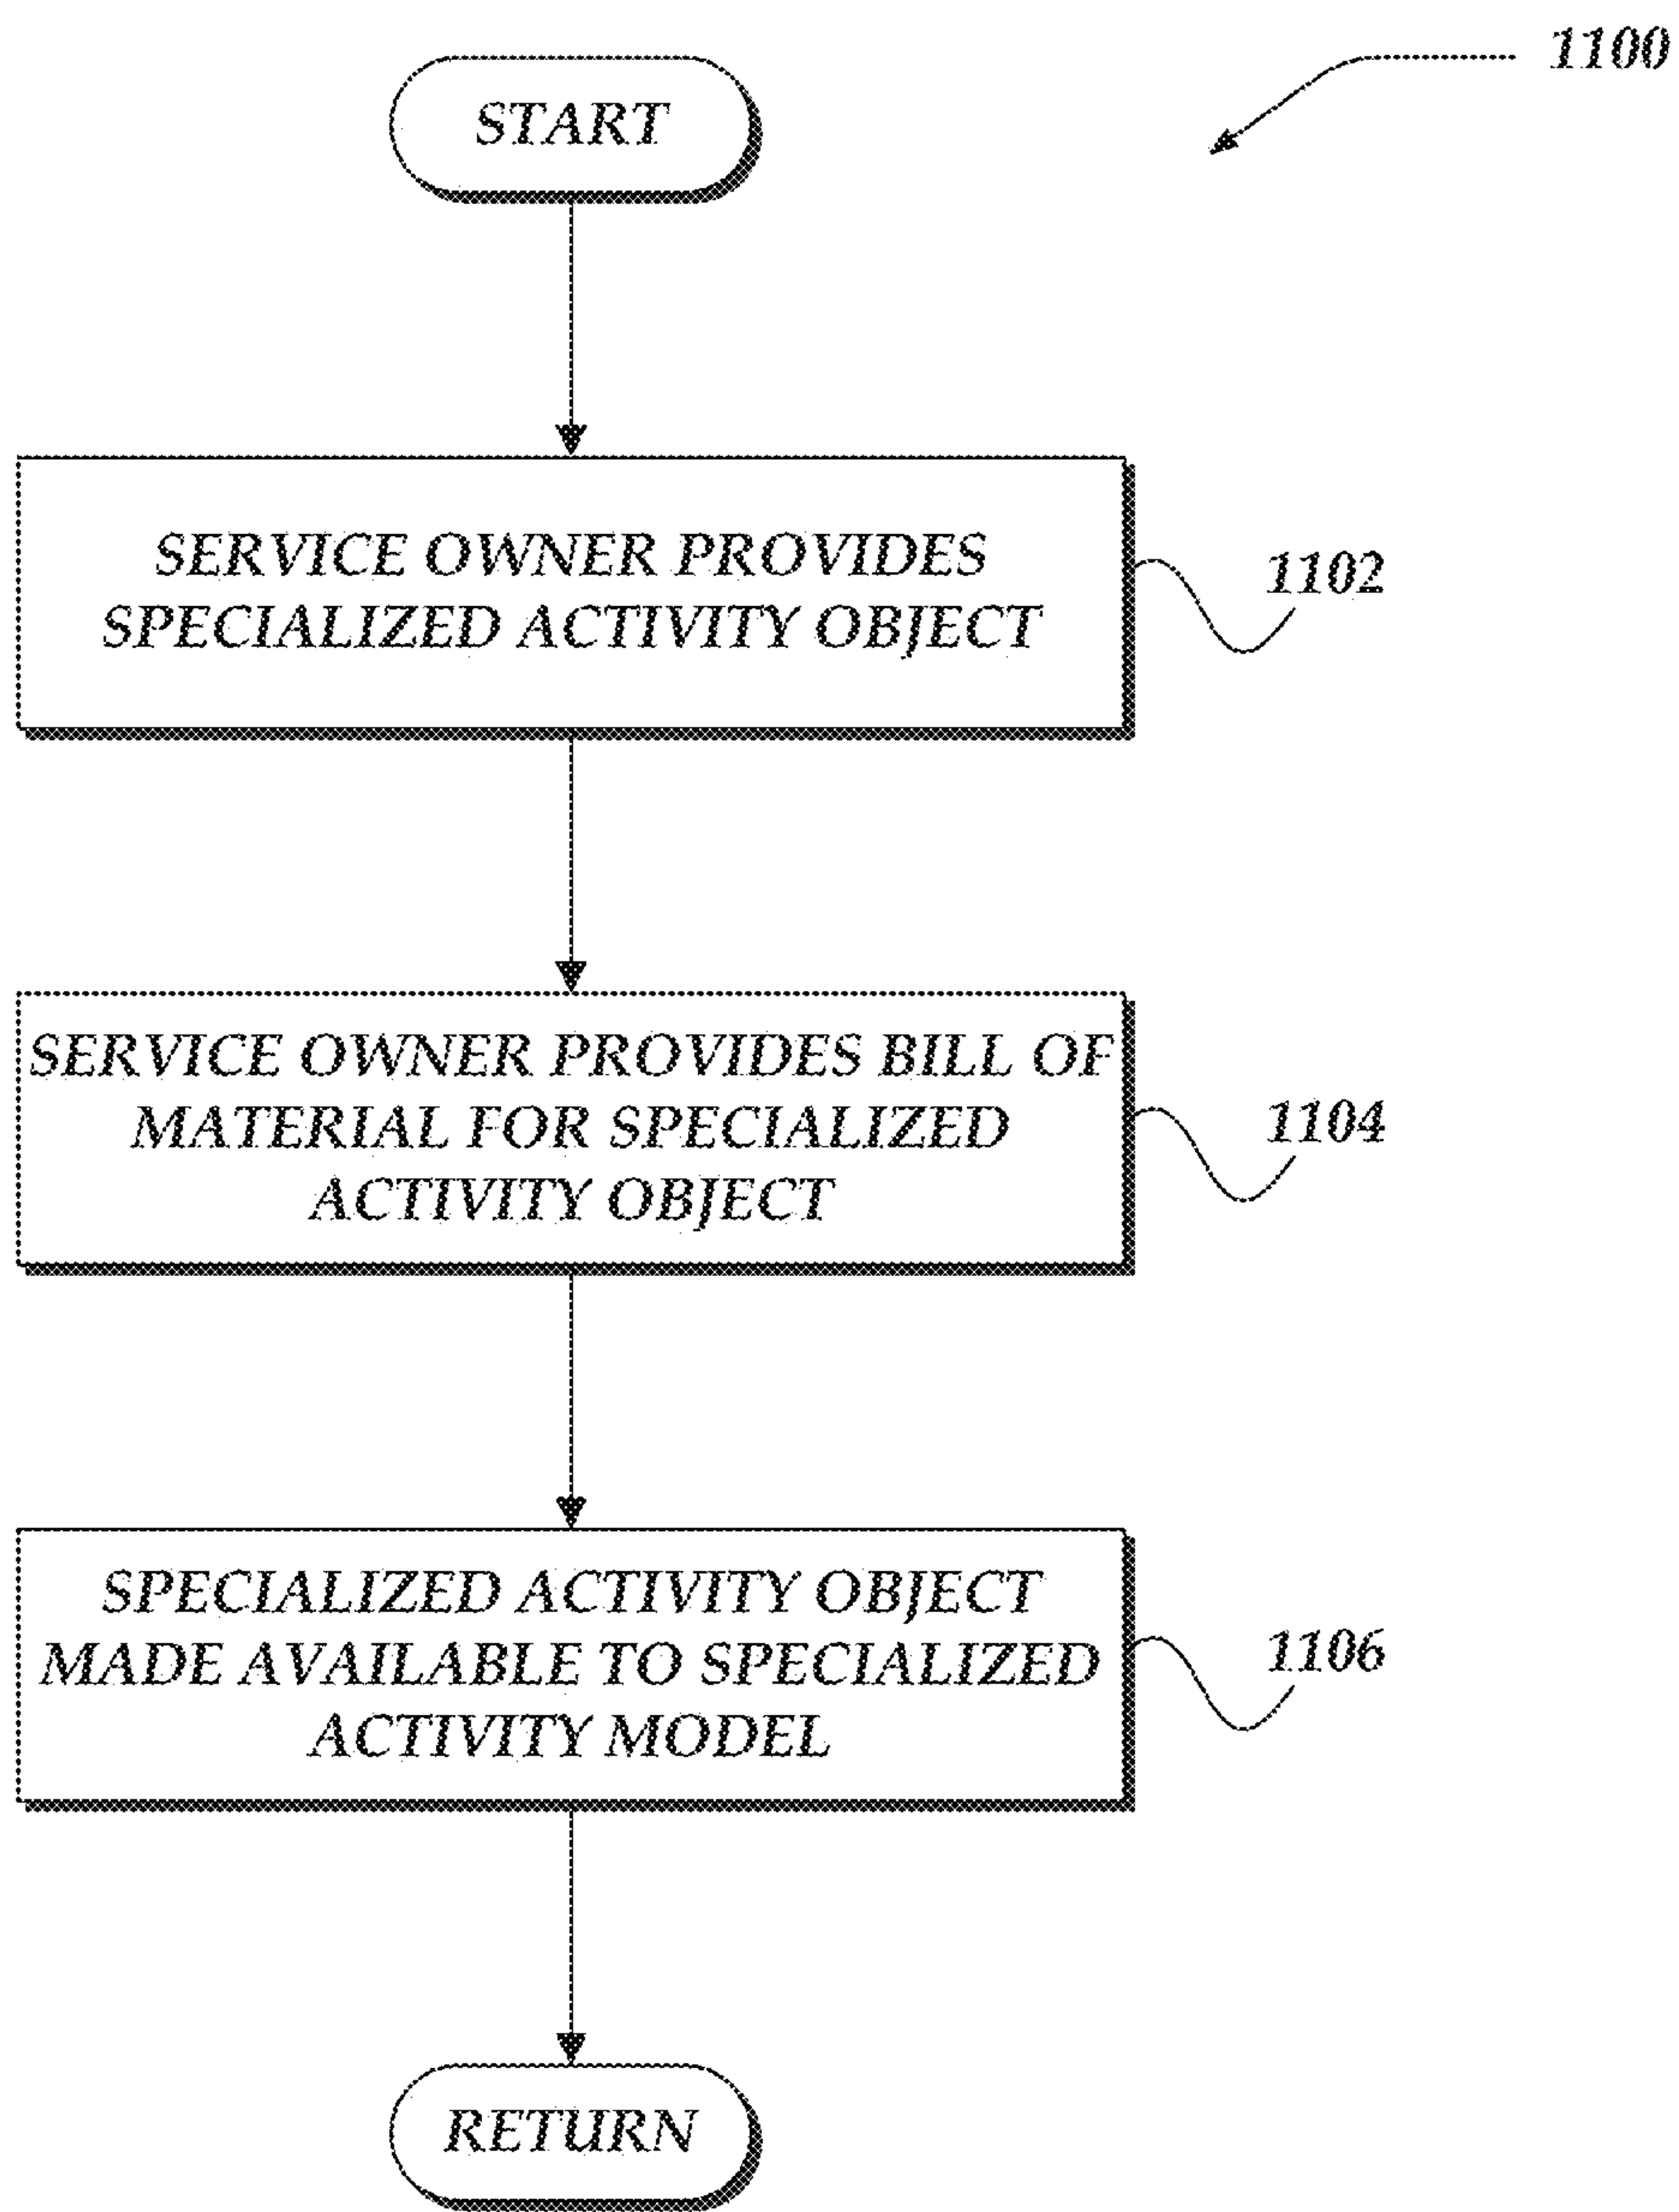 1100
START
SERVICE OWNER PROVIDES
SPECIALIZED ACTIVITY OBJECT
1102
SERVICE OWNER PROVIDES BILL OF
MATERIAL FOR SPECIALIZED
ACTIVITY OBJECT
1104
SPECIALIZED ACTIVITY OBJECT
MADE AVAILABLE TO SPECIALIZED
ACTIVITY MODEL
1106
RETURN